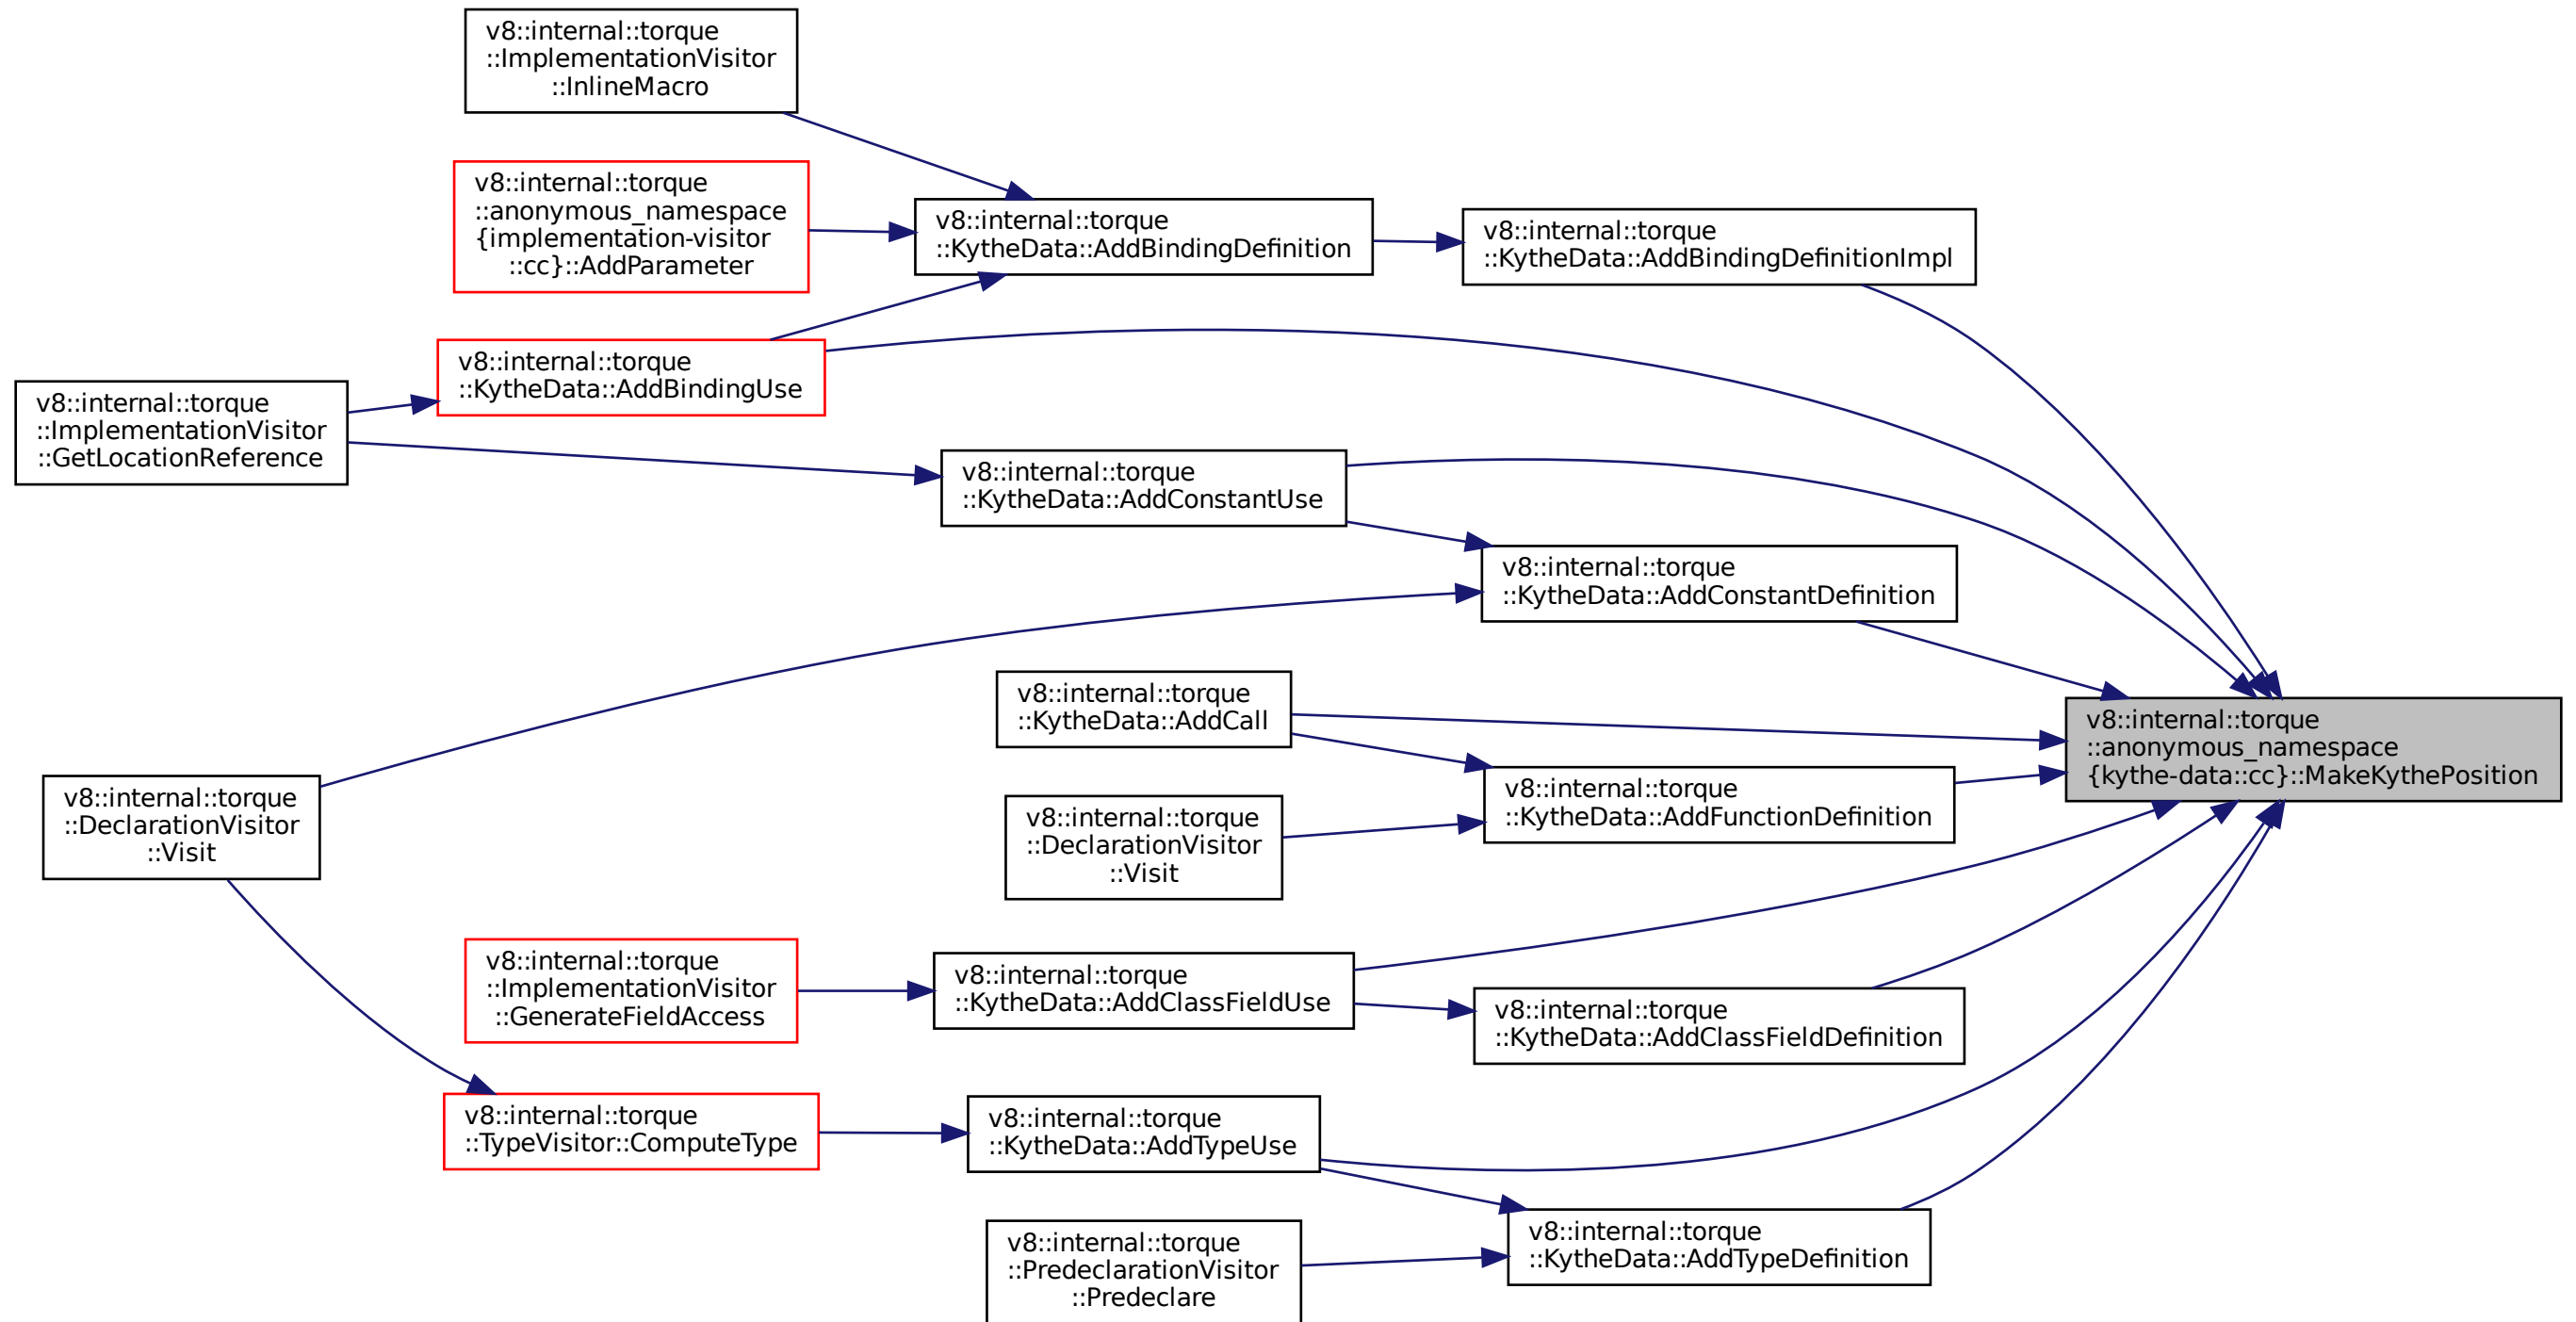 v8::internal::torque
::ImplementationVisitor
::InlineMacro
v8::internal::torque
::anonymous_namespace
{implementation-visitor
::cc}::AddParameter
v8::internal::torque
::KytheData::AddBindingDefinition
v8::internal::torque
::KytheData::AddBindingDefinitionImpl
v8::internal::torque
::KytheData::AddBindingUse
v8::internal::torque
::ImplementationVisitor
::GetLocationReference
v8::internal::torque
::KytheData::AddConstantUse
v8::internal::torque
::KytheData::AddConstantDefinition
v8::internal::torque
::KytheData::AddCall
v8::internal::torque
::anonymous_namespace
{kythe-data::cc}::MakeKythePosition
v8::internal::torque
::KytheData::AddFunctionDefinition
v8::internal::torque
::DeclarationVisitor
::Visit
v8::internal::torque
::DeclarationVisitor
::Visit
v8::internal::torque
::ImplementationVisitor
::GenerateFieldAccess
v8::internal::torque
::KytheData::AddClassFieldUse
v8::internal::torque
::KytheData::AddClassFieldDefinition
v8::internal::torque
::TypeVisitor::ComputeType
v8::internal::torque
::KytheData::AddTypeUse
v8::internal::torque
::KytheData::AddTypeDefinition
v8::internal::torque
::PredeclarationVisitor
::Predeclare